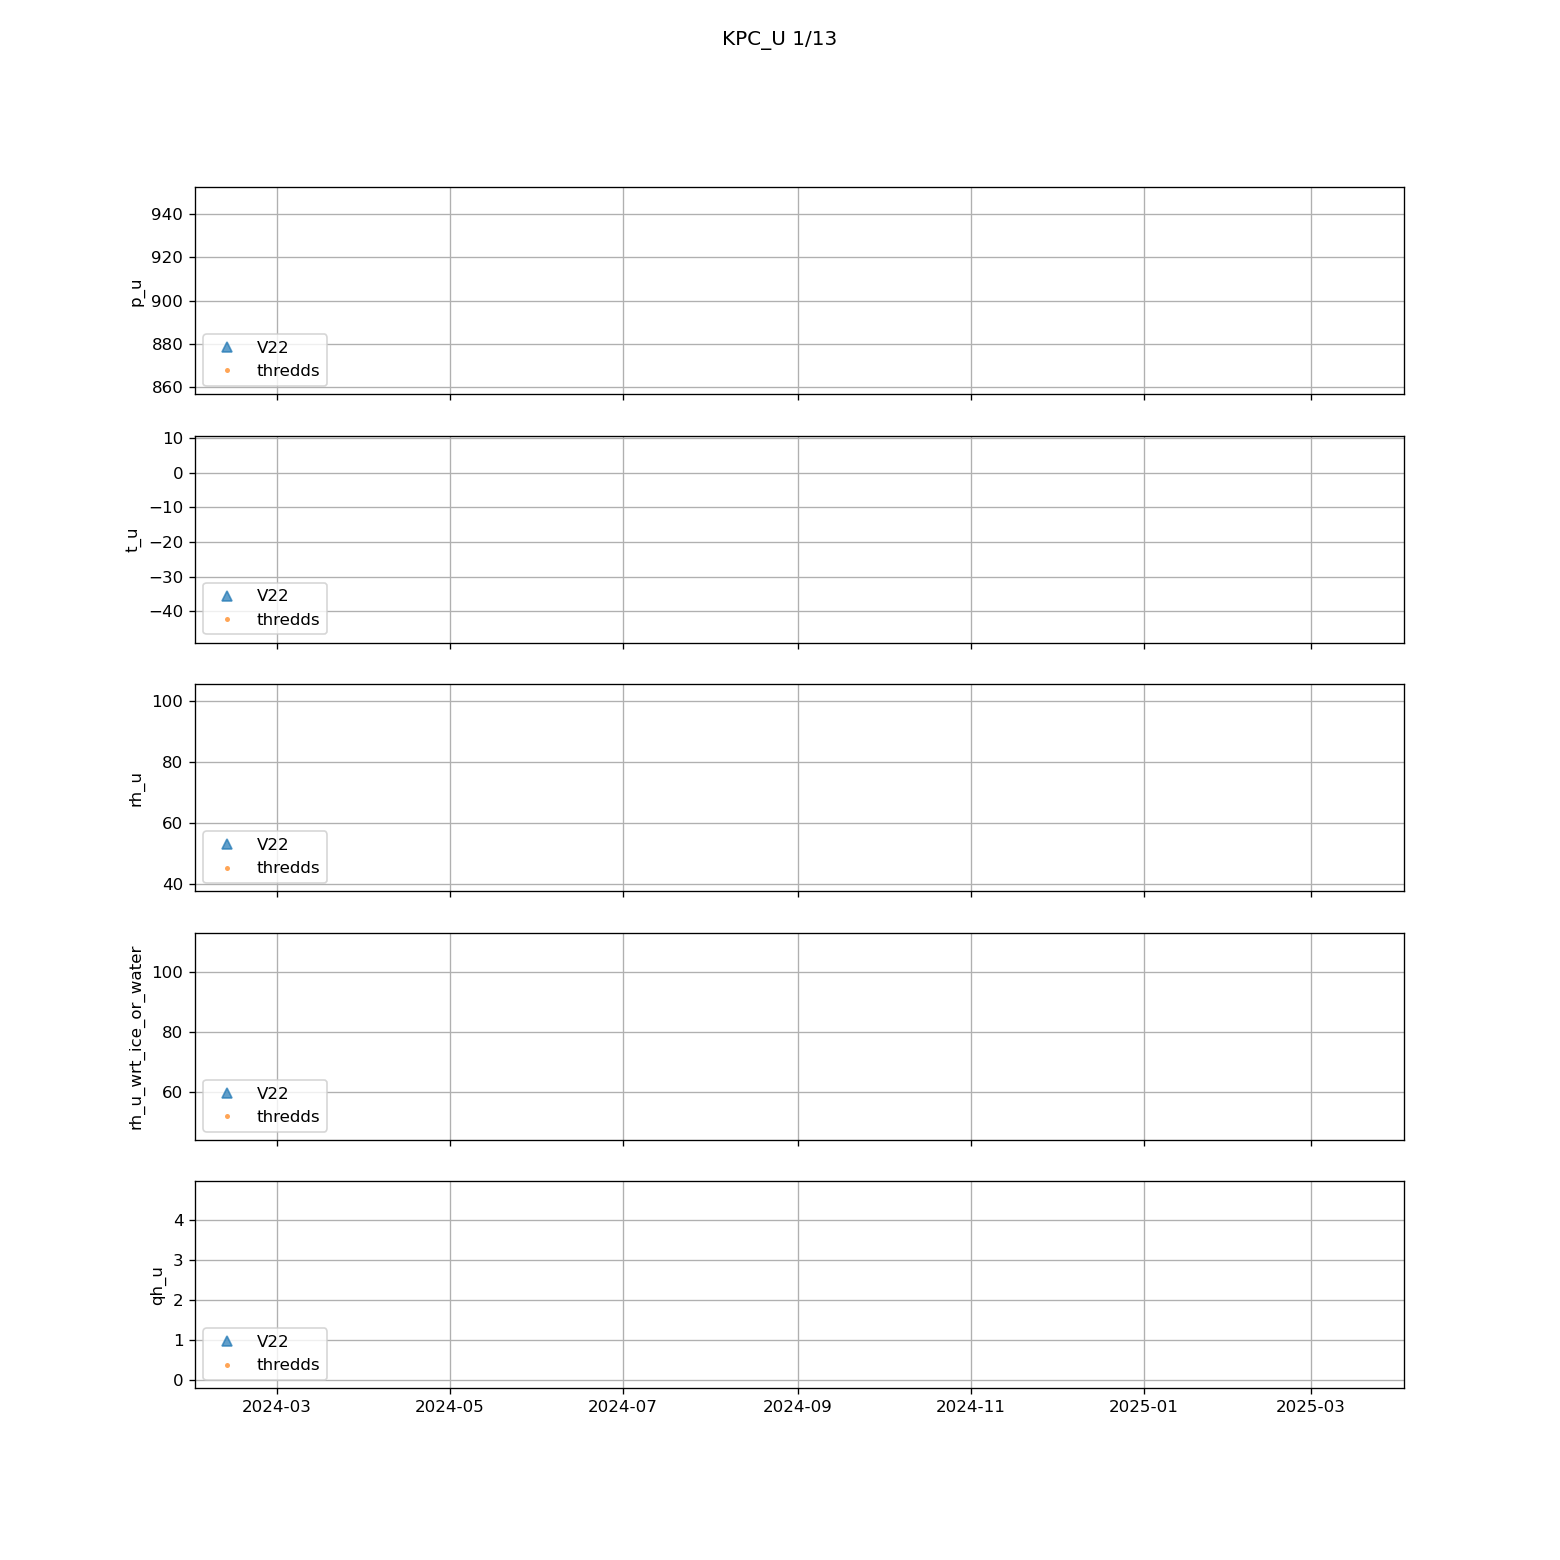 KPC_U 1/13
940
920
900
880
860
p_u
V22
thredds
10
0
−10
−20
−30
−40
t_u
V22
thredds
100
80
60
40
rh_u
V22
thredds
100
80
60
rh_u_wrt_ice_or_water
V22
thredds
4
3
2
1
0
qh_u
V22
thredds
2024-03 2024-05 2024-07 2024-09 2024-11 2025-01 2025-03